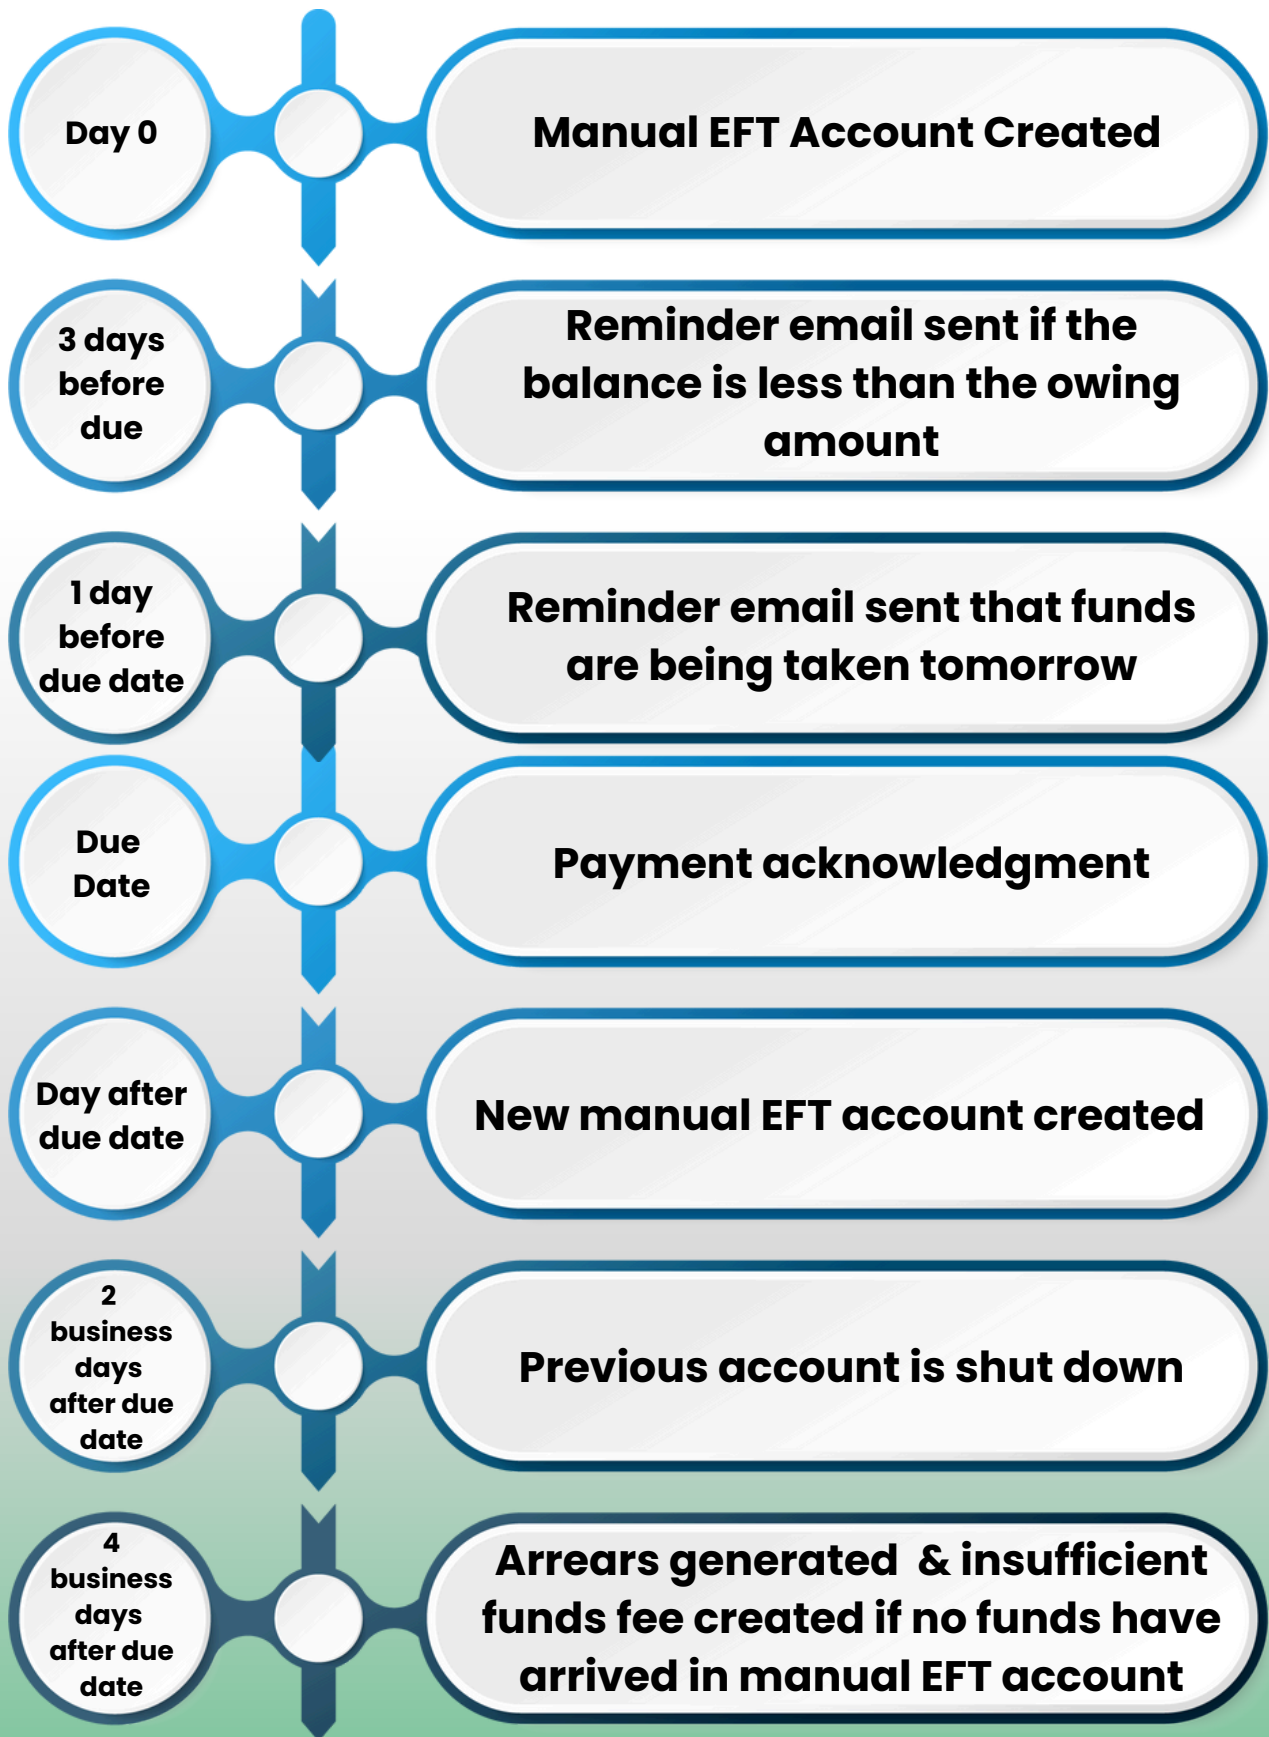 Day 0
Manual EFT Account Created
3 days
before
due
Reminder email sent if the
balance is less than the owing
amount
1 day
before
due date
Reminder email sent that funds
are being taken tomorrow
Due
Date
Payment acknowledgment
Day after
due date
New manual EFT account created
2
business
days
after due
date
Previous account is shut down
4
business
days
after due
date
Arrears generated & insufficient
funds fee created if no funds have
arrived in manual EFT account